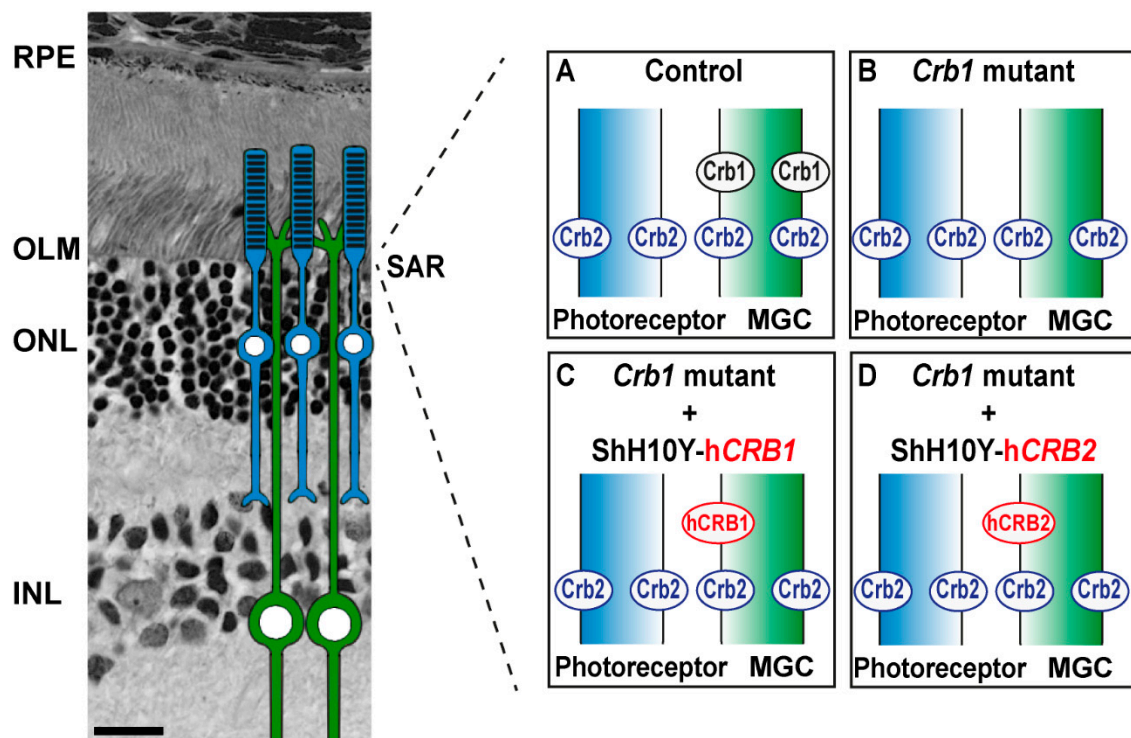 RPE
OLM
ONL
INL
SAR
A Control
Crb1 Crb1
Crb2 Crb2 Crb2 Crb2
Photoreceptor MGC
B Crb1 mutant
Crb2 Crb2 Crb2 Crb2
Photoreceptor MGC
C Crb1 mutant
+
ShH10Y-hCRB1
hCRB1
Crb2 Crb2 Crb2 Crb2
Photoreceptor MGC
D Crb1 mutant
+
ShH10Y-hCRB2
hCRB2
Crb2 Crb2 Crb2 Crb2
Photoreceptor MGC